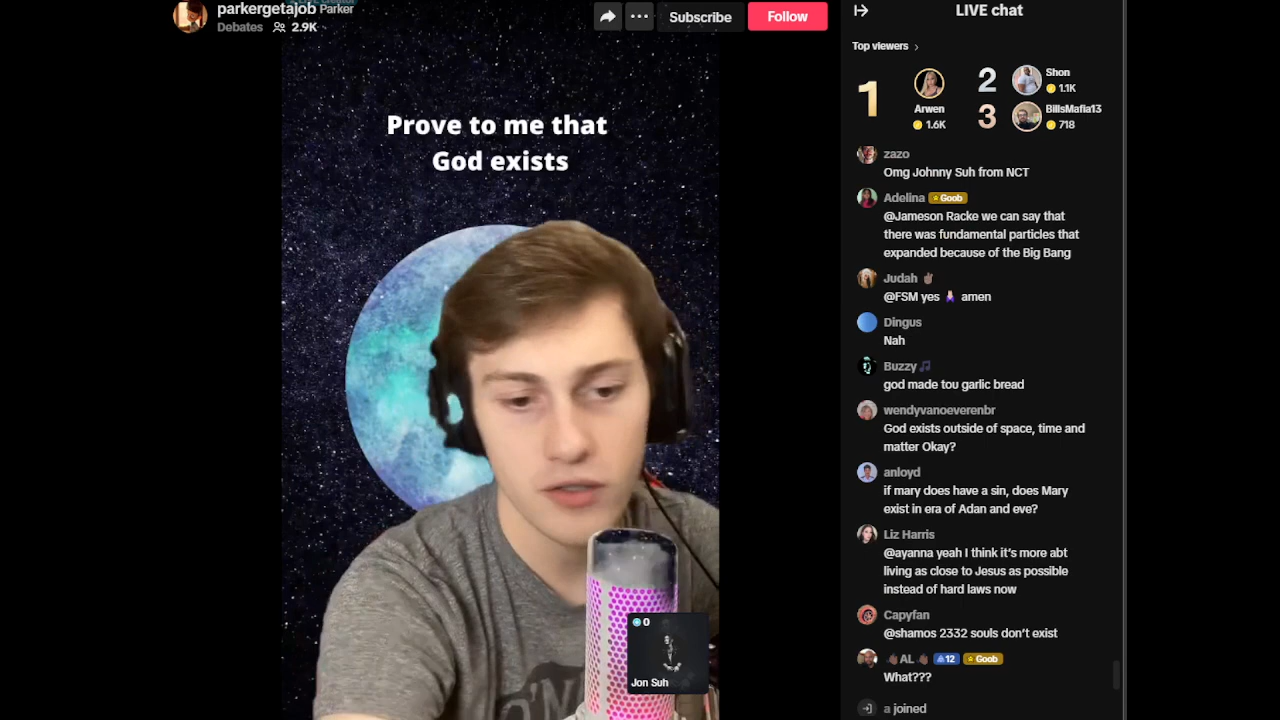 parkergetajob Parker
Debates 2.9K
Subscribe
Follow
Prove to me that
God exists
0
Jon Suh
LIVE chat
Top viewers
1
Arwen
1.6K
2
Shon
1.1K
3
BillsMafia13
718
zazo
Omg Johnny Suh from NCT
Adelina Goob
@Jameson Racke we can say that
there was fundamental particles that
expanded because of the Big Bang
Judah ✌🏽
@FSM yes 🧘🏻‍♀️ amen
Dingus
Nah
Buzzy🎵
god made tou garlic bread
wendyvanoeverenbr
God exists outside of space, time and
matter Okay?
anloyd
if mary does have a sin, does Mary
exist in era of Adan and eve?
Liz Harris
@ayanna yeah I think it's more abt
living as close to Jesus as possible
instead of hard laws now
Capyfan
@shamos 2332 souls don't exist
AL 12 Goob
What???
a joined